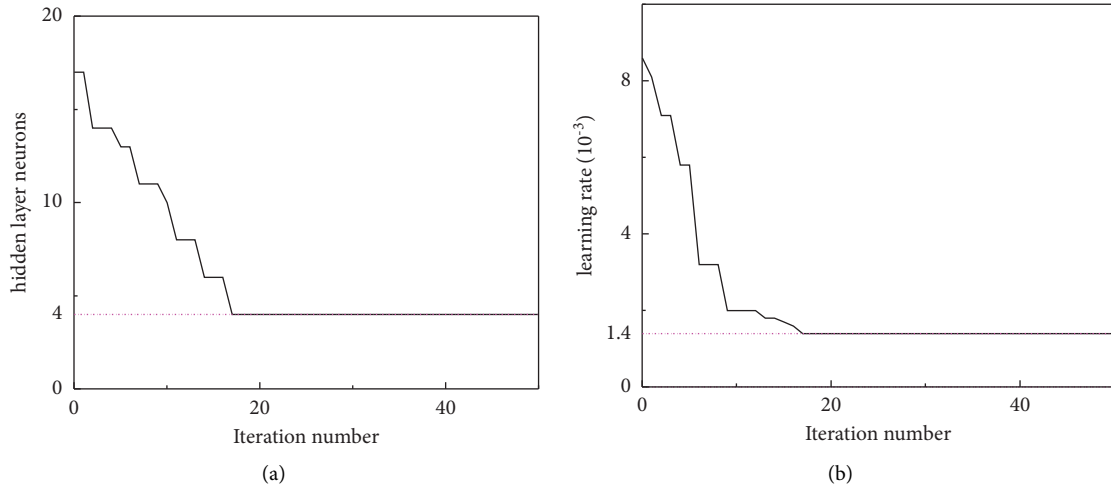 20
10
4
0
hidden layer neurons
0
20
40
Iteration number
(a)
8
4
1.4
0
learning rate (10⁻³)
0
20
40
Iteration number
(b)